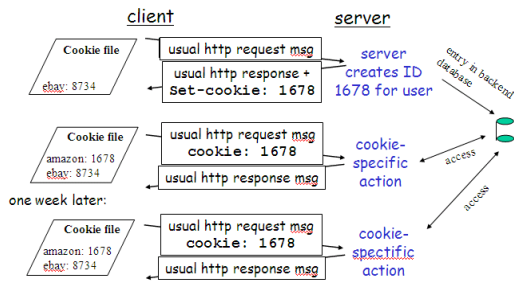 client
server
Cookie file
ebay: 8734
usual http request msg
usual http response +
Set-cookie: 1678
server
creates ID
1678 for user
entry in backend
database
Cookie file
amazon: 1678
ebay: 8734
usual http request msg
cookie: 1678
usual http response msg
cookie-
specific
action
access
access
one week later:
Cookie file
amazon: 1678
ebay: 8734
usual http request msg
cookie: 1678
usual http response msg
cookie-
spectific
action